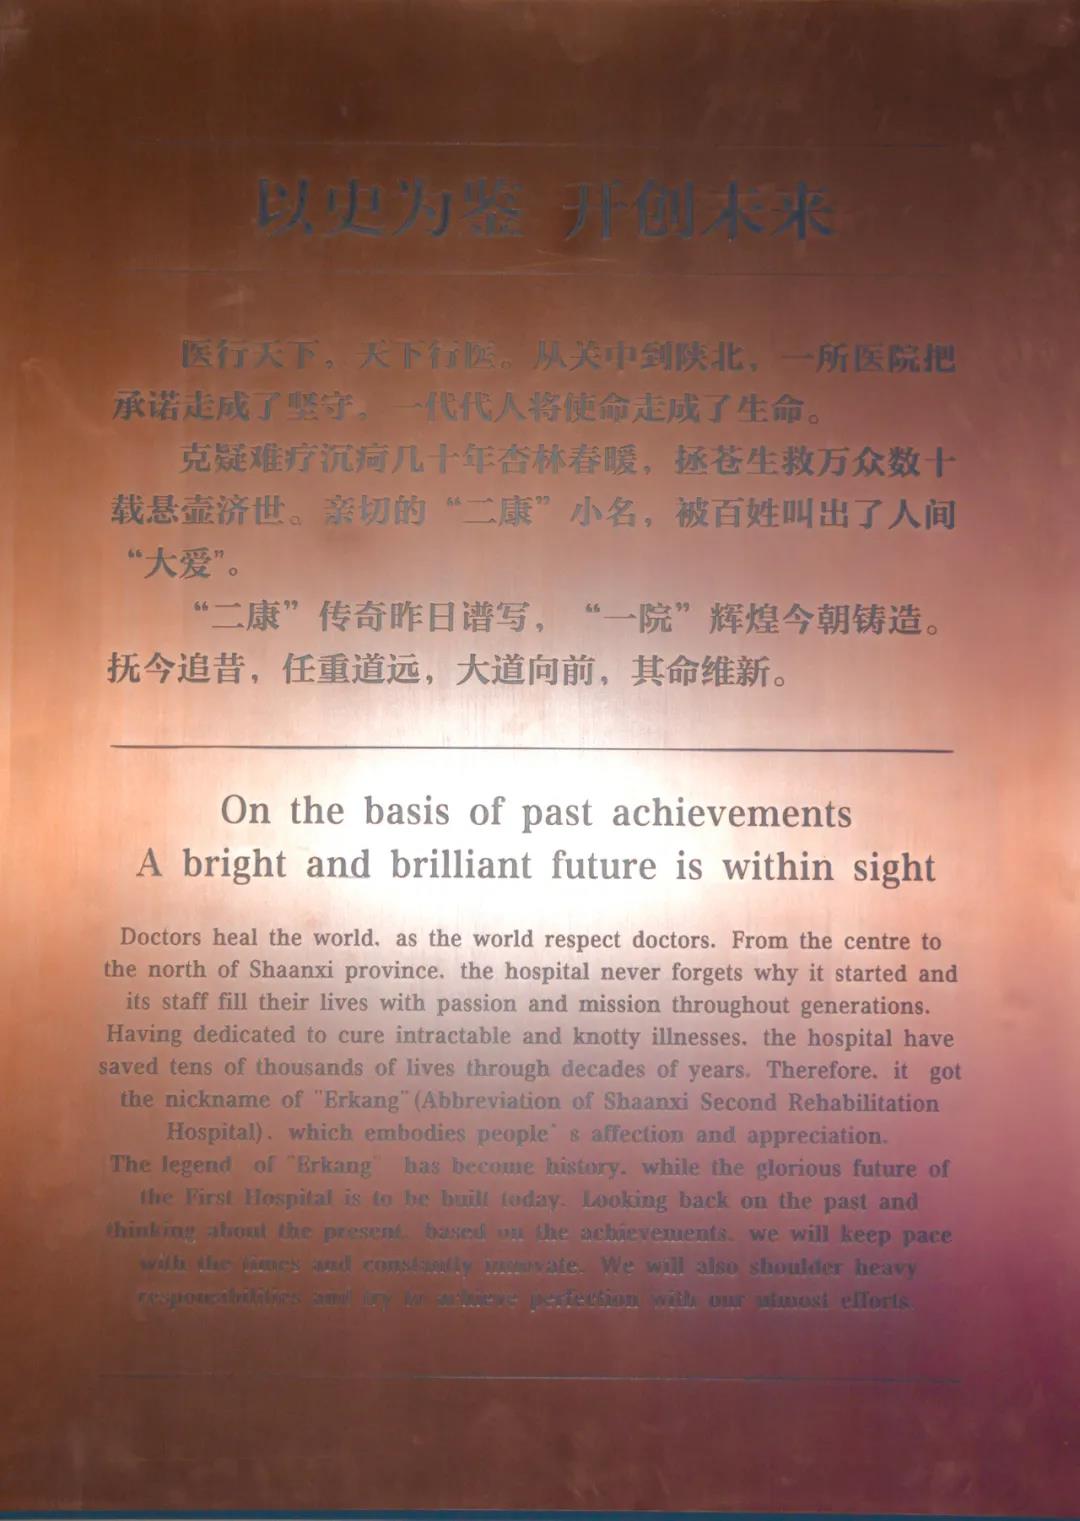 以史为鉴 开创未来
医行天下，天下行医。从关中到陕北，一所医院把
承诺走成了坚守，一代代人将使命走成了生命。
克疑难疗沉疴几十年杏林春暖，拯苍生救万众数十
载悬壶济世。亲切的“二康”小名，被百姓叫出了人间
“大爱”。
“二康”传奇昨日谱写，“一院”辉煌今朝铸造。
抚今追昔，任重道远，大道向前，其命维新。
On the basis of past achievements
A bright and brilliant future is within sight
Doctors heal the world. as the world respect doctors. From the centre to
the north of Shaanxi province. the hospital never forgets why it started and
its staff fill their lives with passion and mission throughout generations.
Having dedicated to cure intractable and knotty illnesses. the hospital have
saved tens of thousands of lives through decades of years. Therefore. it got
the nickname of "Erkang"(Abbreviation of Shaanxi Second Rehabilitation
Hospital). which embodies people's affection and appreciation.
The legend of "Erkang" has become history. while the glorious future of
the First Hospital is to be built today. Looking back on the past and
thinking about the present. based on the achievements. we will keep pace
with the times and constantly innovate. We will also shoulder heavy
responsabilities and try to achieve perfection with our utmost efforts.